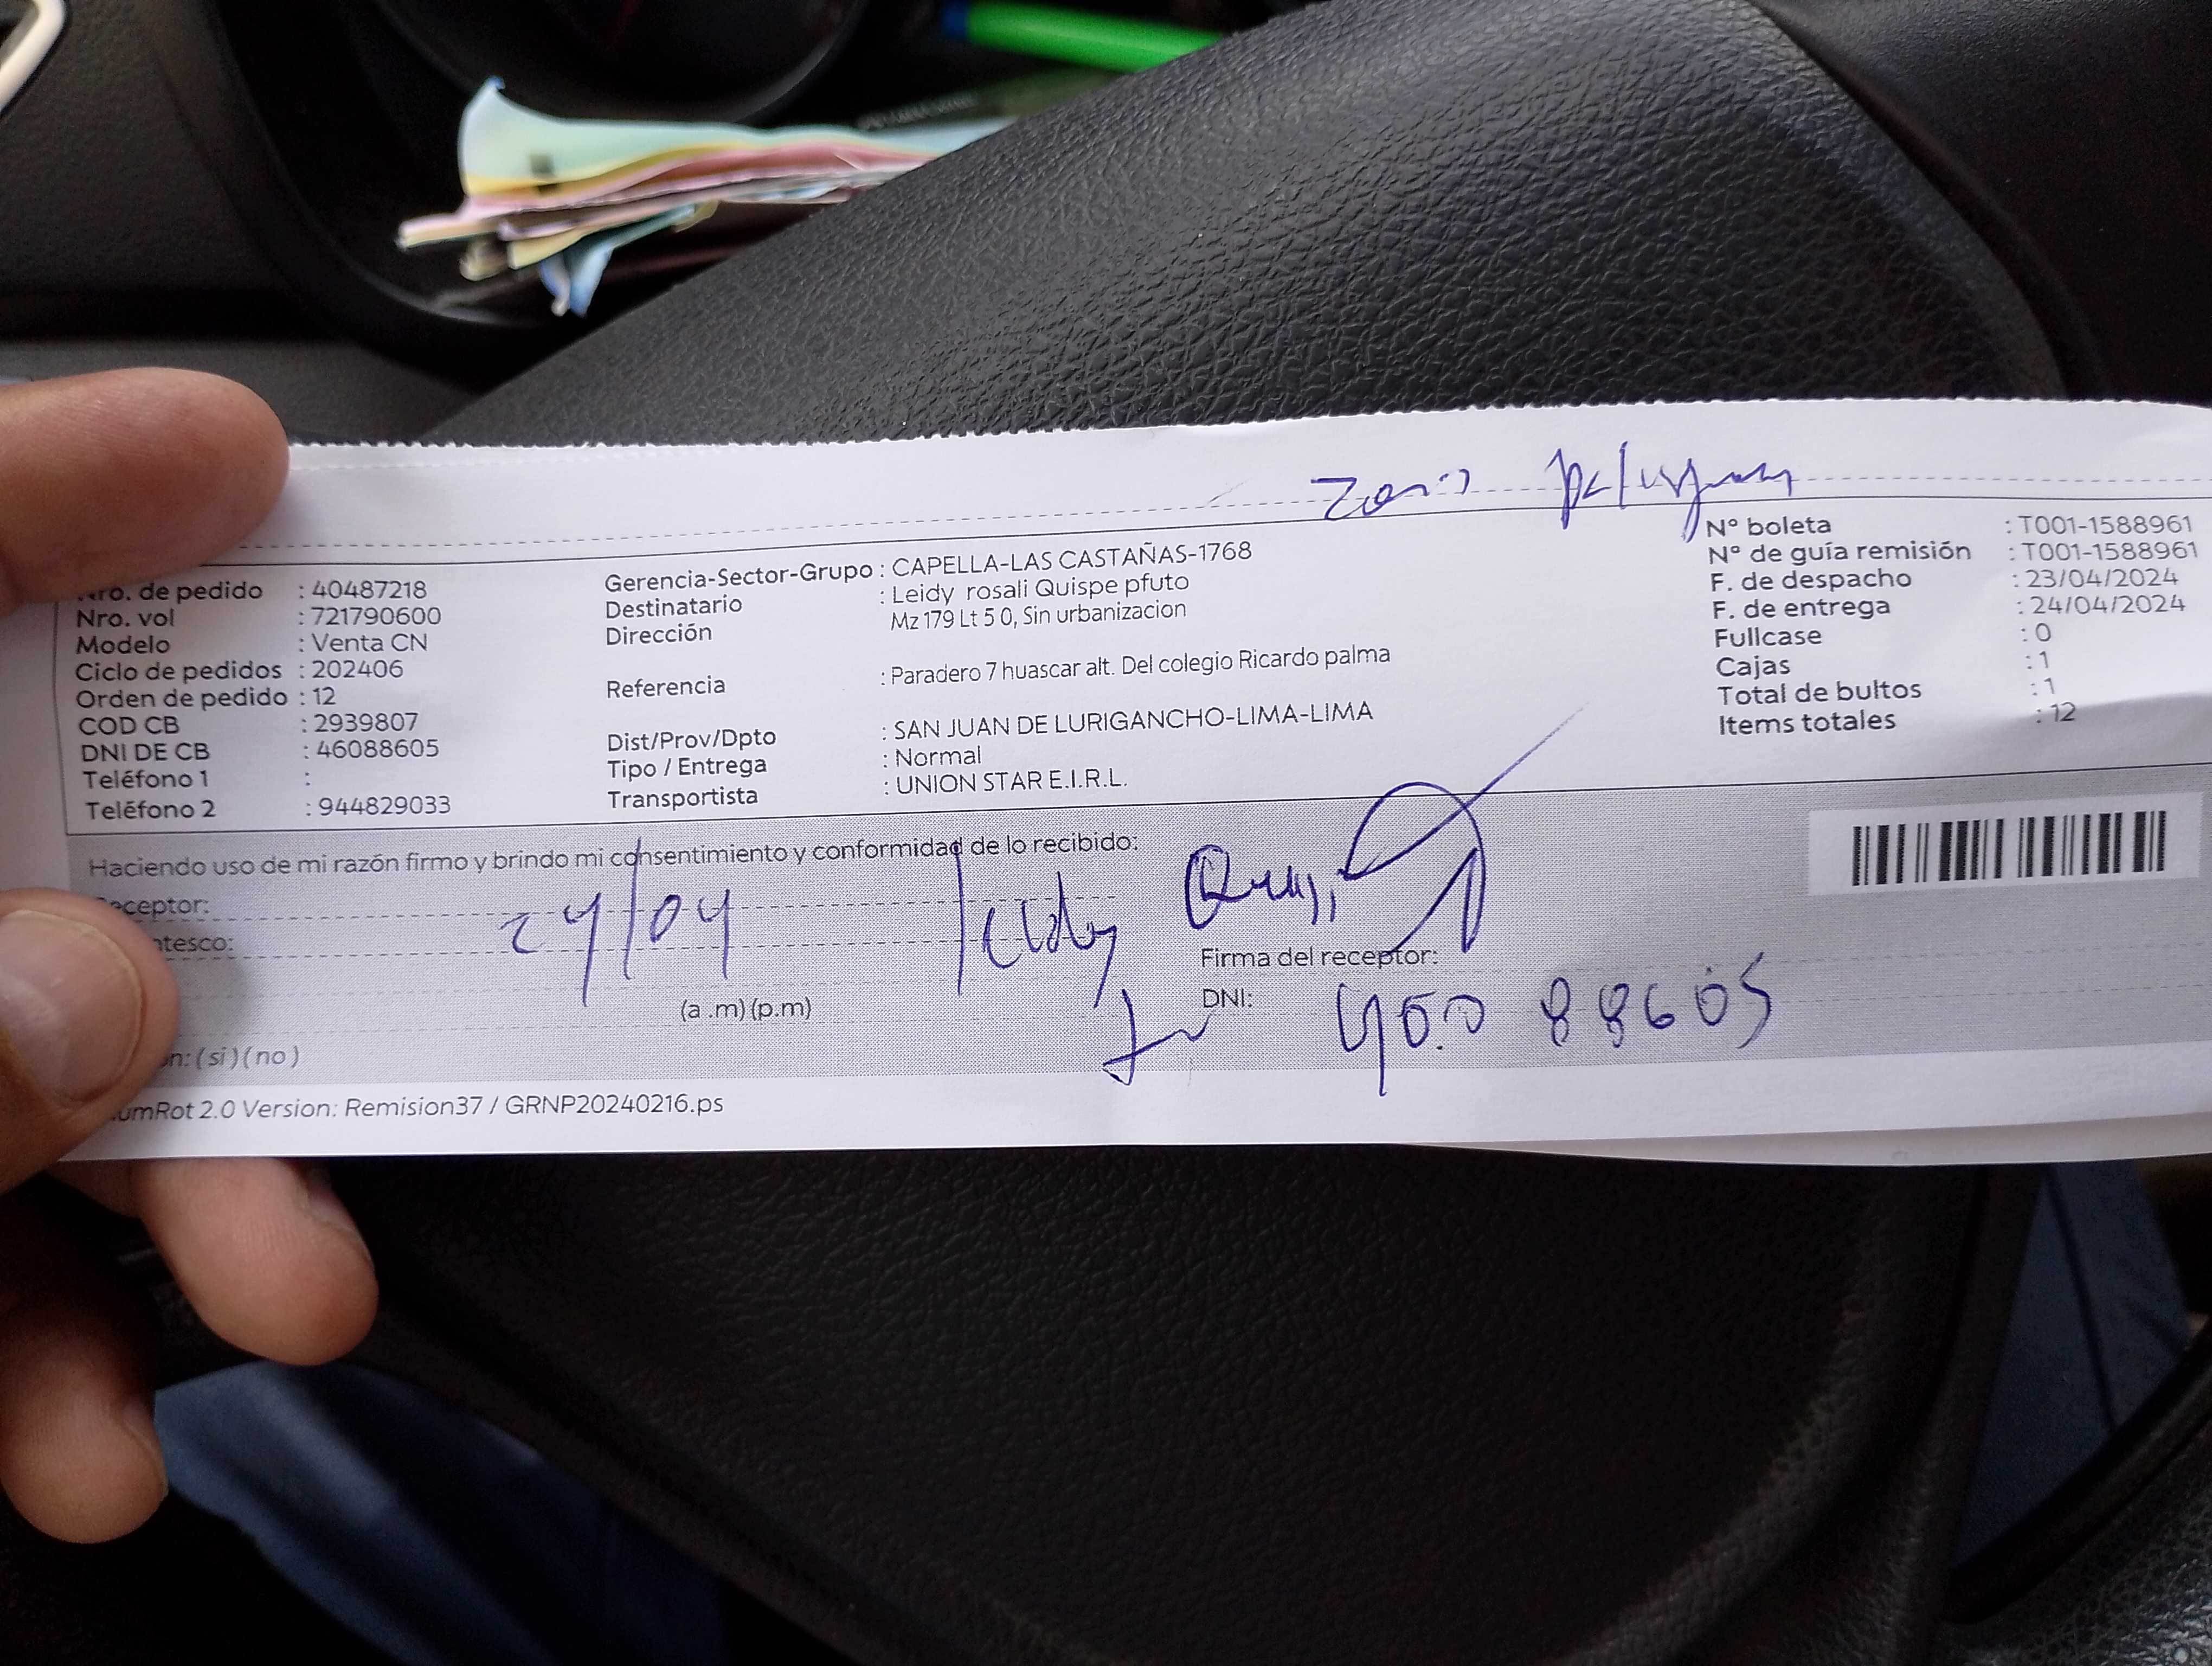 Zona peligrosa
Nro. de pedido : 40487218
Nro. vol : 721790600
Modelo : Venta CN
Ciclo de pedidos : 202406
Orden de pedido : 12
COD CB : 2939807
DNI DE CB : 46088605
Teléfono 1 :
Teléfono 2 : 944829033
Gerencia-Sector-Grupo : CAPELLA-LAS CASTAÑAS-1768
Destinatario : Leidy rosali Quispe pfuto
Dirección Mz 179 Lt 5 0, Sin urbanizacion
Referencia : Paradero 7 huascar alt. Del colegio Ricardo palma
Dist/Prov/Dpto : SAN JUAN DE LURIGANCHO-LIMA-LIMA
Tipo / Entrega : Normal
Transportista : UNION STAR E.I.R.L.
N° boleta : T001-1588961
N° de guía remisión : T001-1588961
F. de despacho : 23/04/2024
F. de entrega : 24/04/2024
Fullcase : 0
Cajas : 1
Total de bultos : 1
Items totales : 12
Haciendo uso de mi razón firmo y brindo mi consentimiento y conformidad de lo recibido:
eceptor:
ntesco: 24/04 leidy Quispe
Firma del receptor:
(a .m) (p.m) DNI: 46088605
n: ( si ) ( no )
umRot 2.0 Version: Remision37 / GRNP20240216.ps